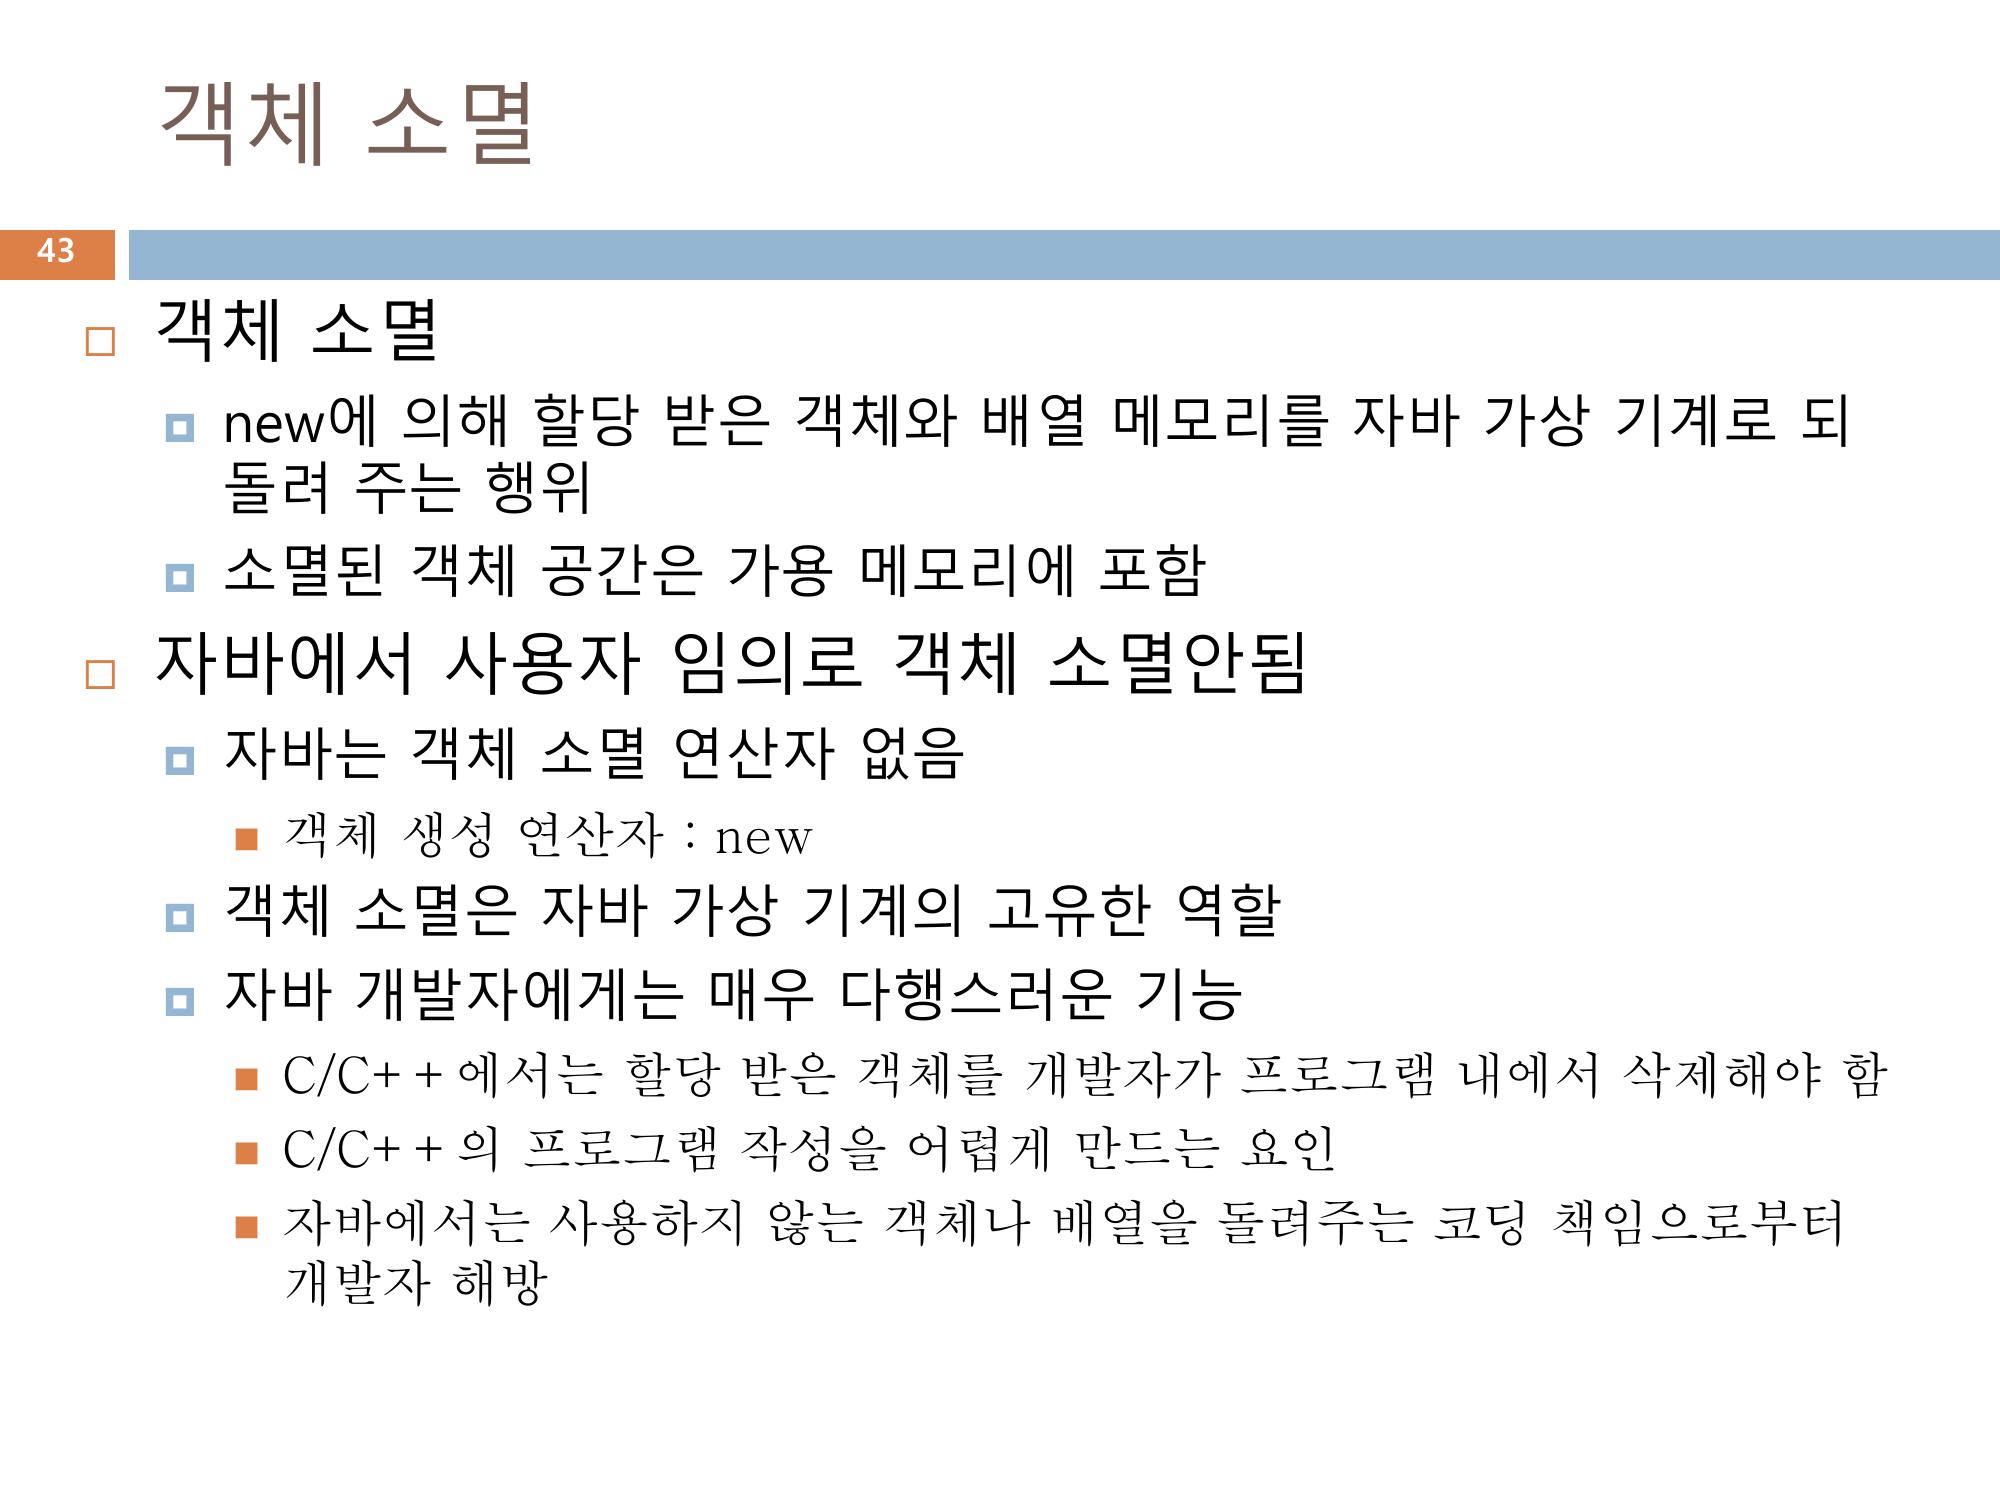 객체 소멸
43
객체 소멸
new에 의해 할당 받은 객체와 배열 메모리를 자바 가상 기계로 되
돌려 주는 행위
소멸된 객체 공간은 가용 메모리에 포함
자바에서 사용자 임의로 객체 소멸안됨
자바는 객체 소멸 연산자 없음
객체 생성 연산자 : new
객체 소멸은 자바 가상 기계의 고유한 역할
자바 개발자에게는 매우 다행스러운 기능
C/C++에서는 할당 받은 객체를 개발자가 프로그램 내에서 삭제해야 함
C/C++의 프로그램 작성을 어렵게 만드는 요인
자바에서는 사용하지 않는 객체나 배열을 돌려주는 코딩 책임으로부터
개발자 해방